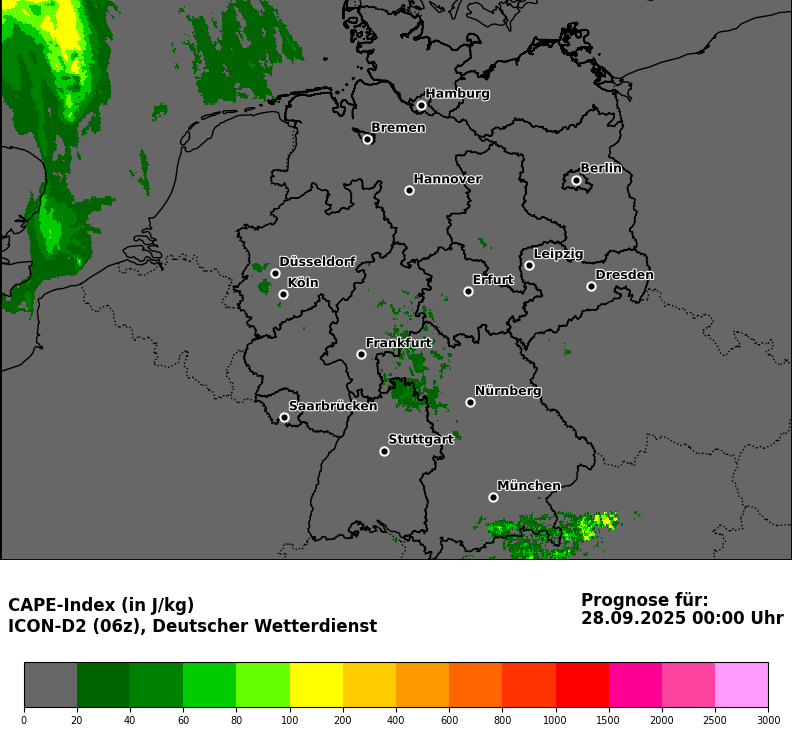 Hamburg
Bremen
Berlin
Hannover
Leipzig
Düsseldorf
Dresden
Köln
Erfurt
Frankfurt
Nürnberg
Saarbrücken
Stuttgart
München
CAPE-Index (in J/kg)
ICON-D2 (06z), Deutscher Wetterdienst
Prognose für:
28.09.2025 00:00 Uhr
0 20 40 60 80 100 200 400 600 800 1000 1500 2000 2500 3000